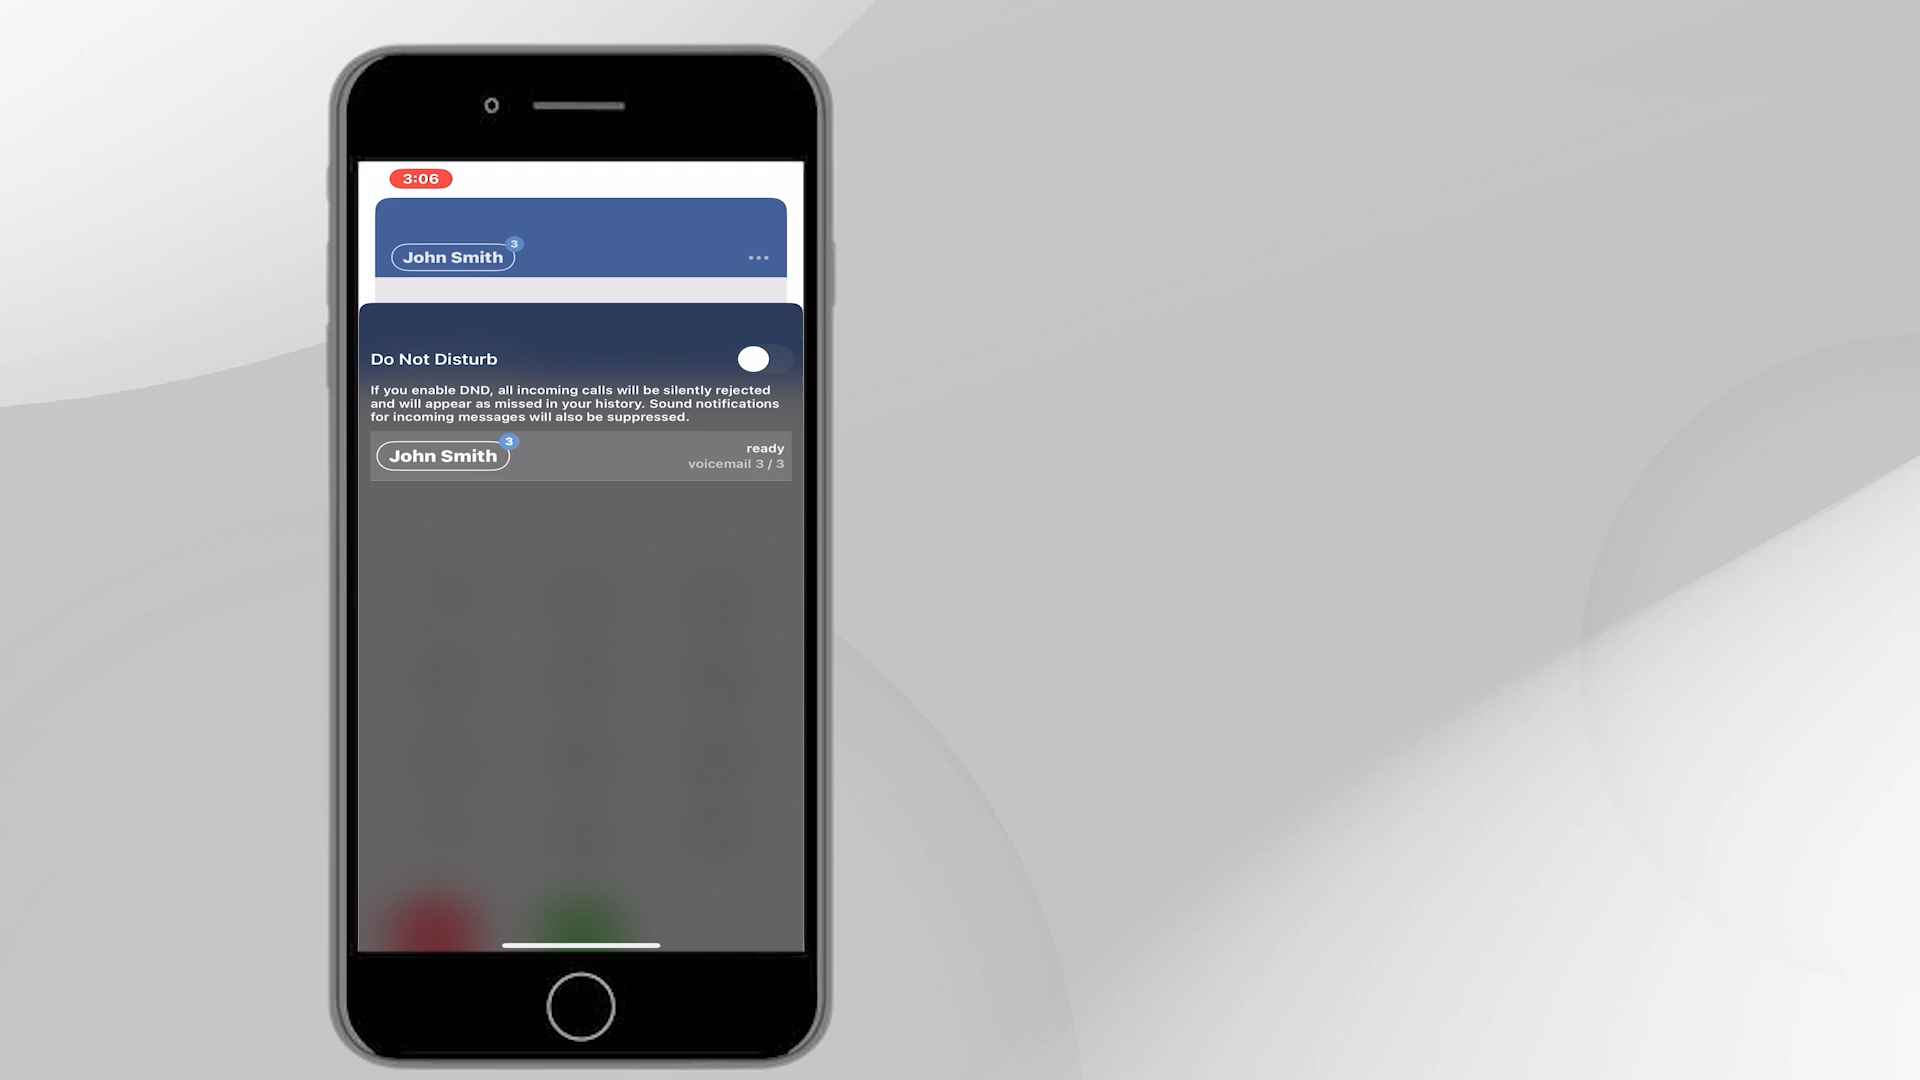 3:06
John Smith
3
...
Do Not Disturb
If you enable DND, all incoming calls will be silently rejected
and will appear as missed in your history. Sound notifications
for incoming messages will also be suppressed.
John Smith
3
ready
voicemail 3 / 3